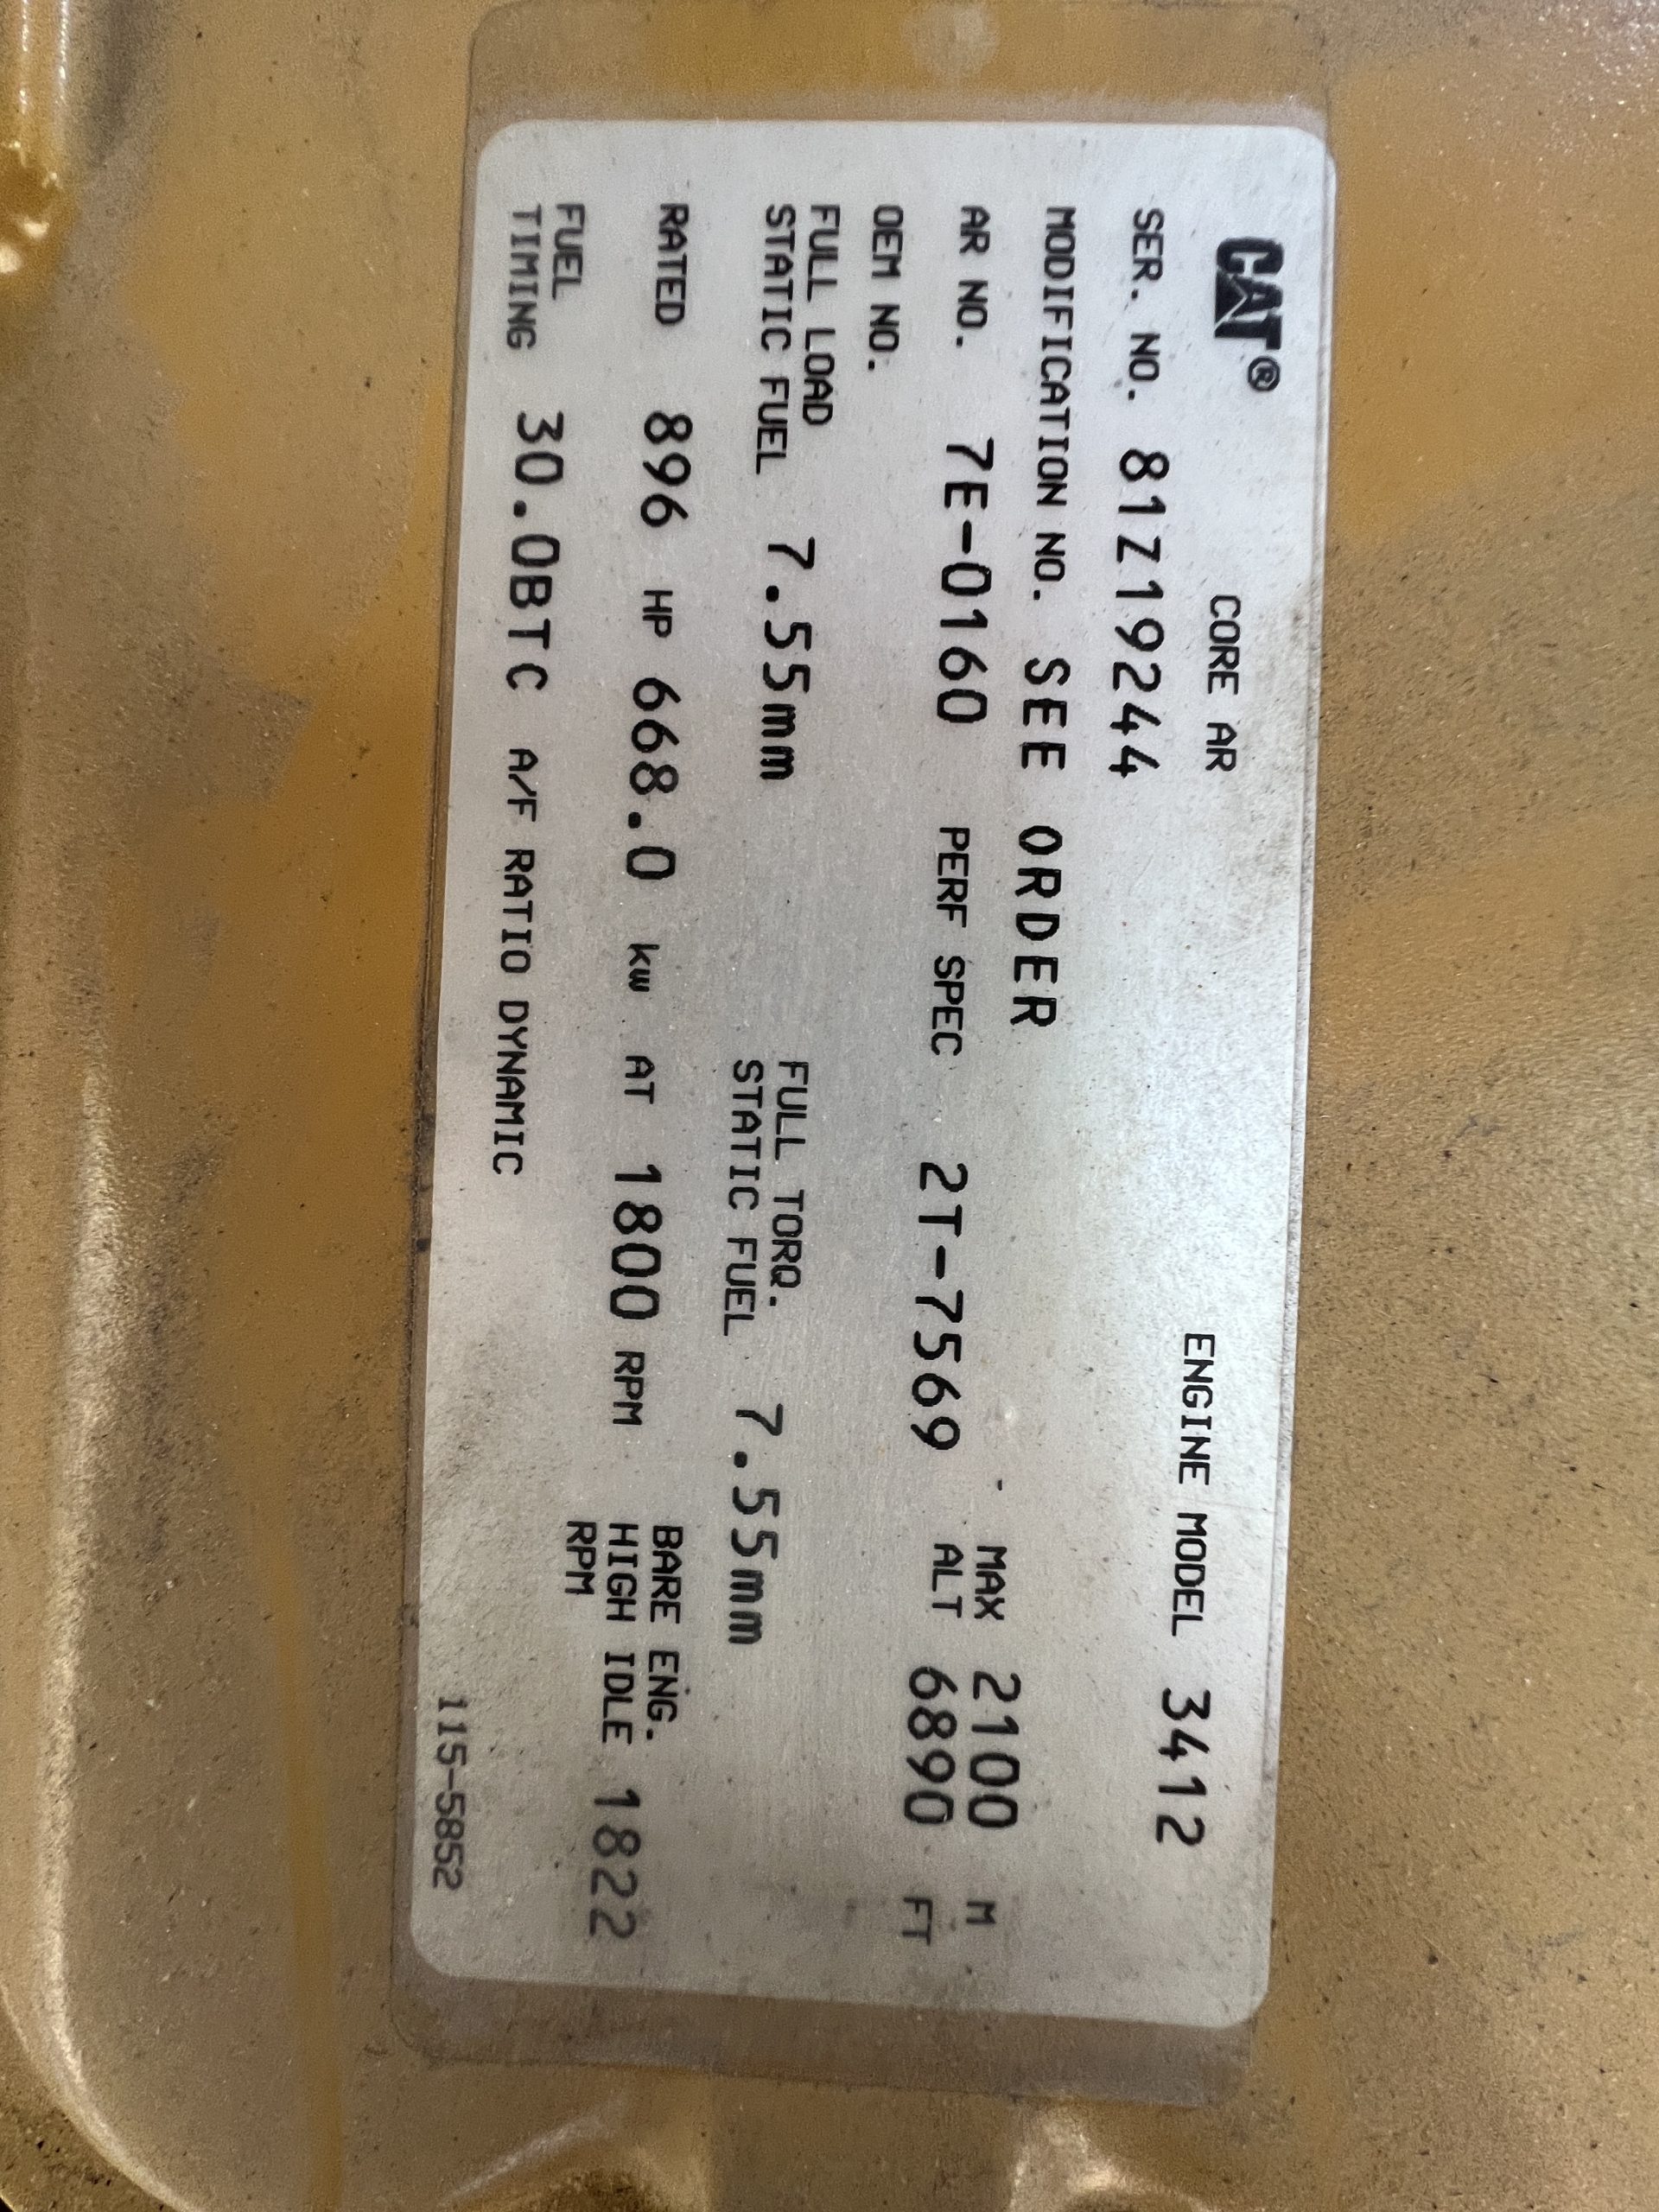 CAT® CORE AR
SER. NO. 81Z19244 ENGINE MODEL 3412
MODIFICATION NO. SEE ORDER
AR NO. 7E-0160 PERF SPEC 2T-7569 MAX ALT 2100 M 6890 FT
OEM NO.
FULL LOAD STATIC FUEL 7.55mm FULL TORQ. STATIC FUEL 7.55mm
RATED 896 HP 668.0 kw AT 1800 RPM BARE ENG. HIGH IDLE RPM 1822
FUEL TIMING 30.0BTC A/F RATIO DYNAMIC
115-5852